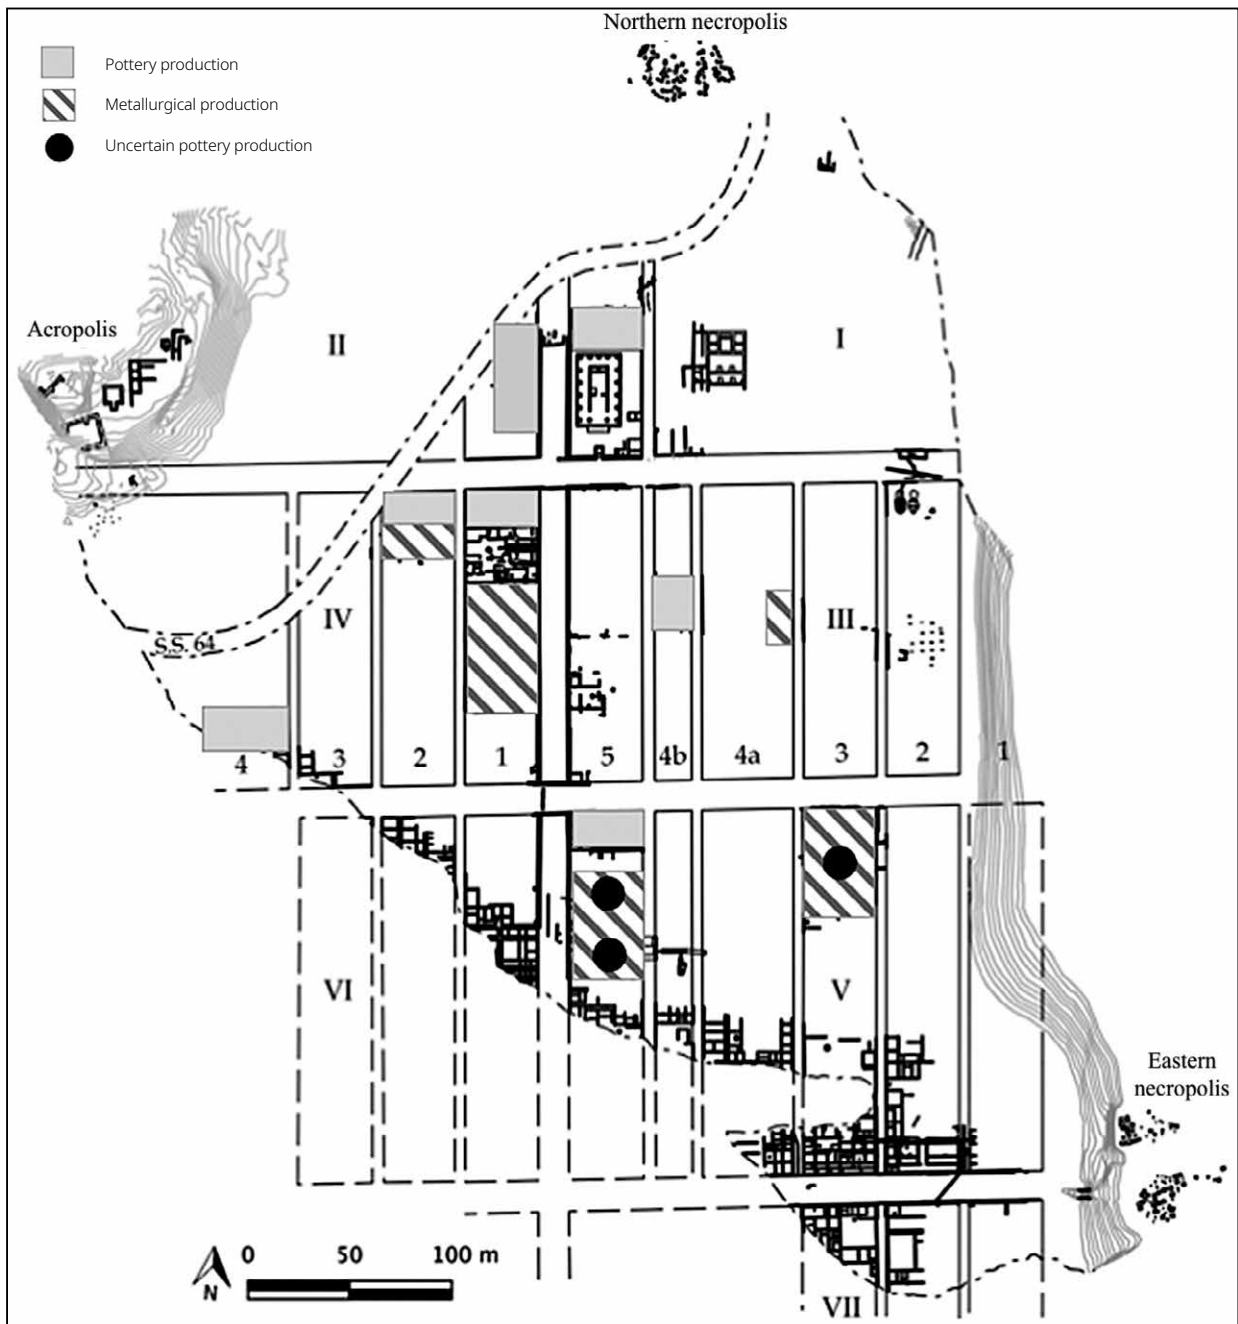 Northern necropolis
Pottery production
Metallurgical production
Uncertain pottery production
Acropolis
II
I
IV
III
S.S. 64
4
3
2
1
5
4b
4a
3
2
1
VI
V
Eastern
necropolis
0 50 100 m
N
VII